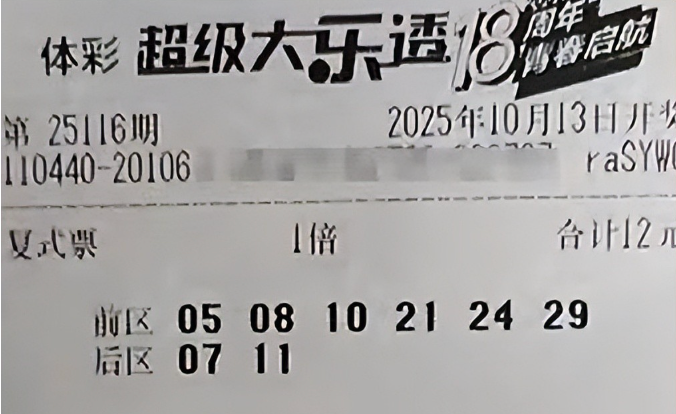 体彩 超级大乐透 18周年 青春启航
第 25116期 2025年10月13日开奖
110440-20106 raSYW
复式票 1倍 合计12元
前区 05 08 10 21 24 29
后区 07 11